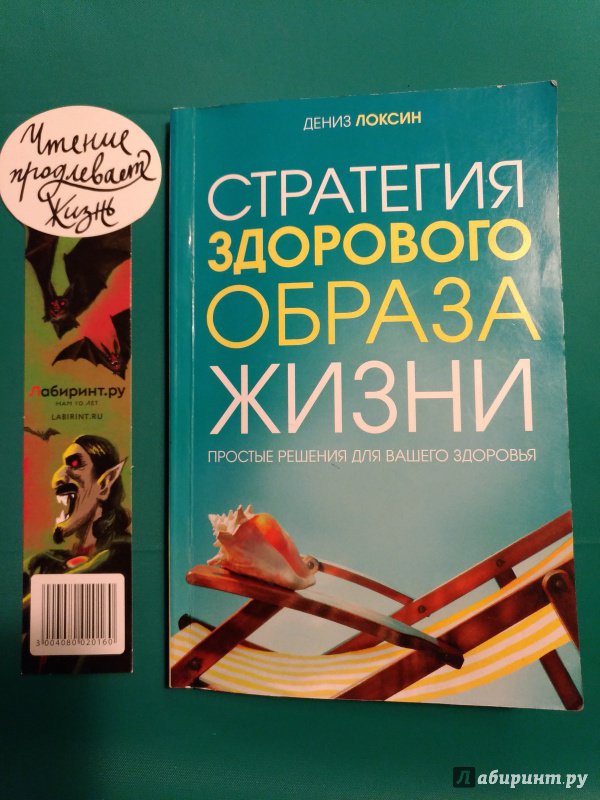 Чтение
продлевает
жизнь
Лабиринт.ру
НАМ 10 ЛЕТ
LABIRINT.RU
3 004080 020160
ДЕНИЗ ЛОКСИН
СТРАТЕГИЯ
ЗДОРОВОГО
ОБРАЗА
ЖИЗНИ
ПРОСТЫЕ РЕШЕНИЯ ДЛЯ ВАШЕГО ЗДОРОВЬЯ
Лабиринт.ру